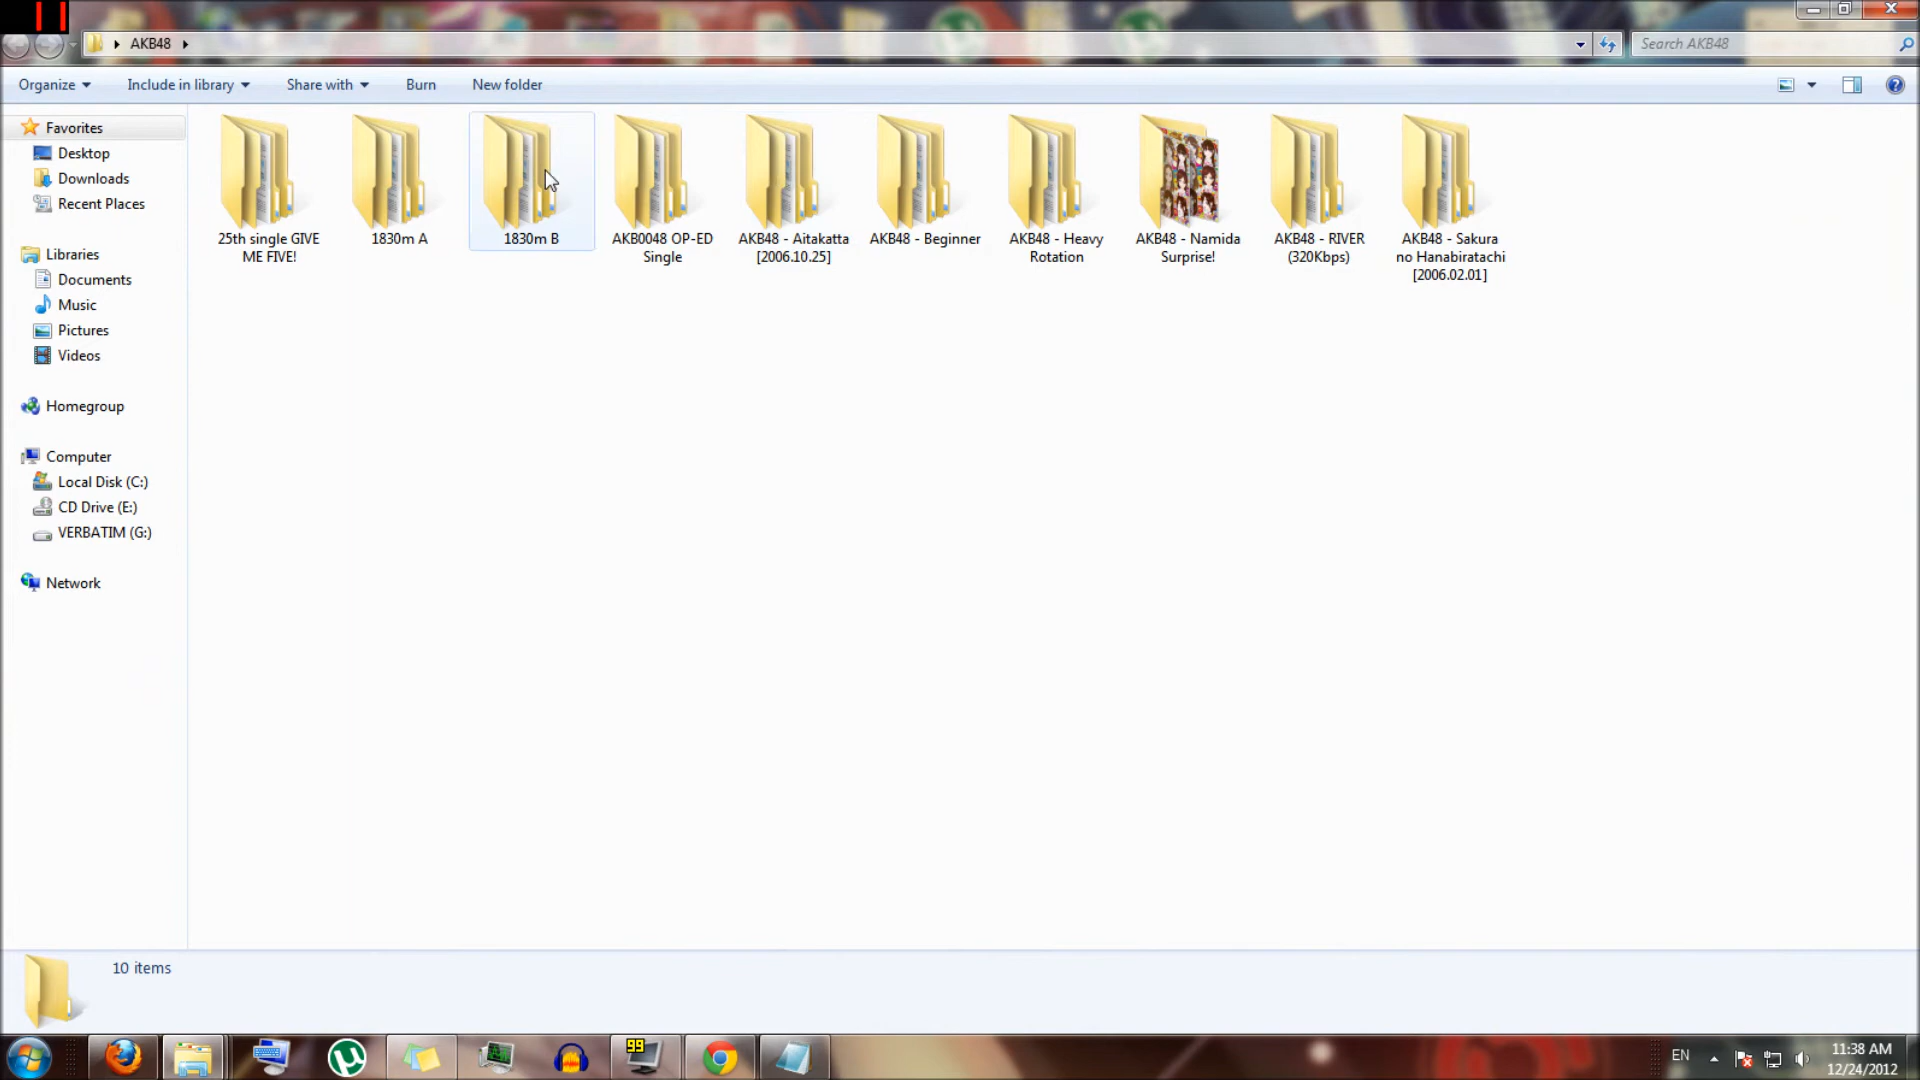 AKB48
Search AKB48
Organize
Include in library
Share with
Burn
New folder
Favorites
Desktop
Downloads
Recent Places
Libraries
Documents
Music
Pictures
Videos
Homegroup
Computer
Local Disk (C:)
CD Drive (E:)
VERBATIM (G:)
Network
25th single GIVE
ME FIVE!
1830m A
1830m B
AKB0048 OP-ED
Single
AKB48 - Aitakatta
[2006.10.25]
AKB48 - Beginner
AKB48 - Heavy
Rotation
AKB48 - Namida
Surprise!
AKB48 - RIVER
(320Kbps)
AKB48 - Sakura
no Hanabiratachi
[2006.02.01]
10 items
99
EN
11:38 AM
12/24/2012